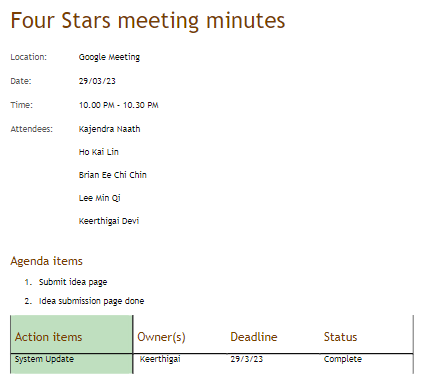 Four Stars meeting minutes
Location: Google Meeting
Date: 29/03/23
Time: 10.00 PM - 10.30 PM
Attendees: Kajendra Naath
Ho Kai Lin
Brian Ee Chi Chin
Lee Min Qi
Keerthigai Devi
Agenda items
1. Submit idea page
2. Idea submission page done
Action items Owner(s) Deadline Status
System Update Keerthigai 29/3/23 Complete